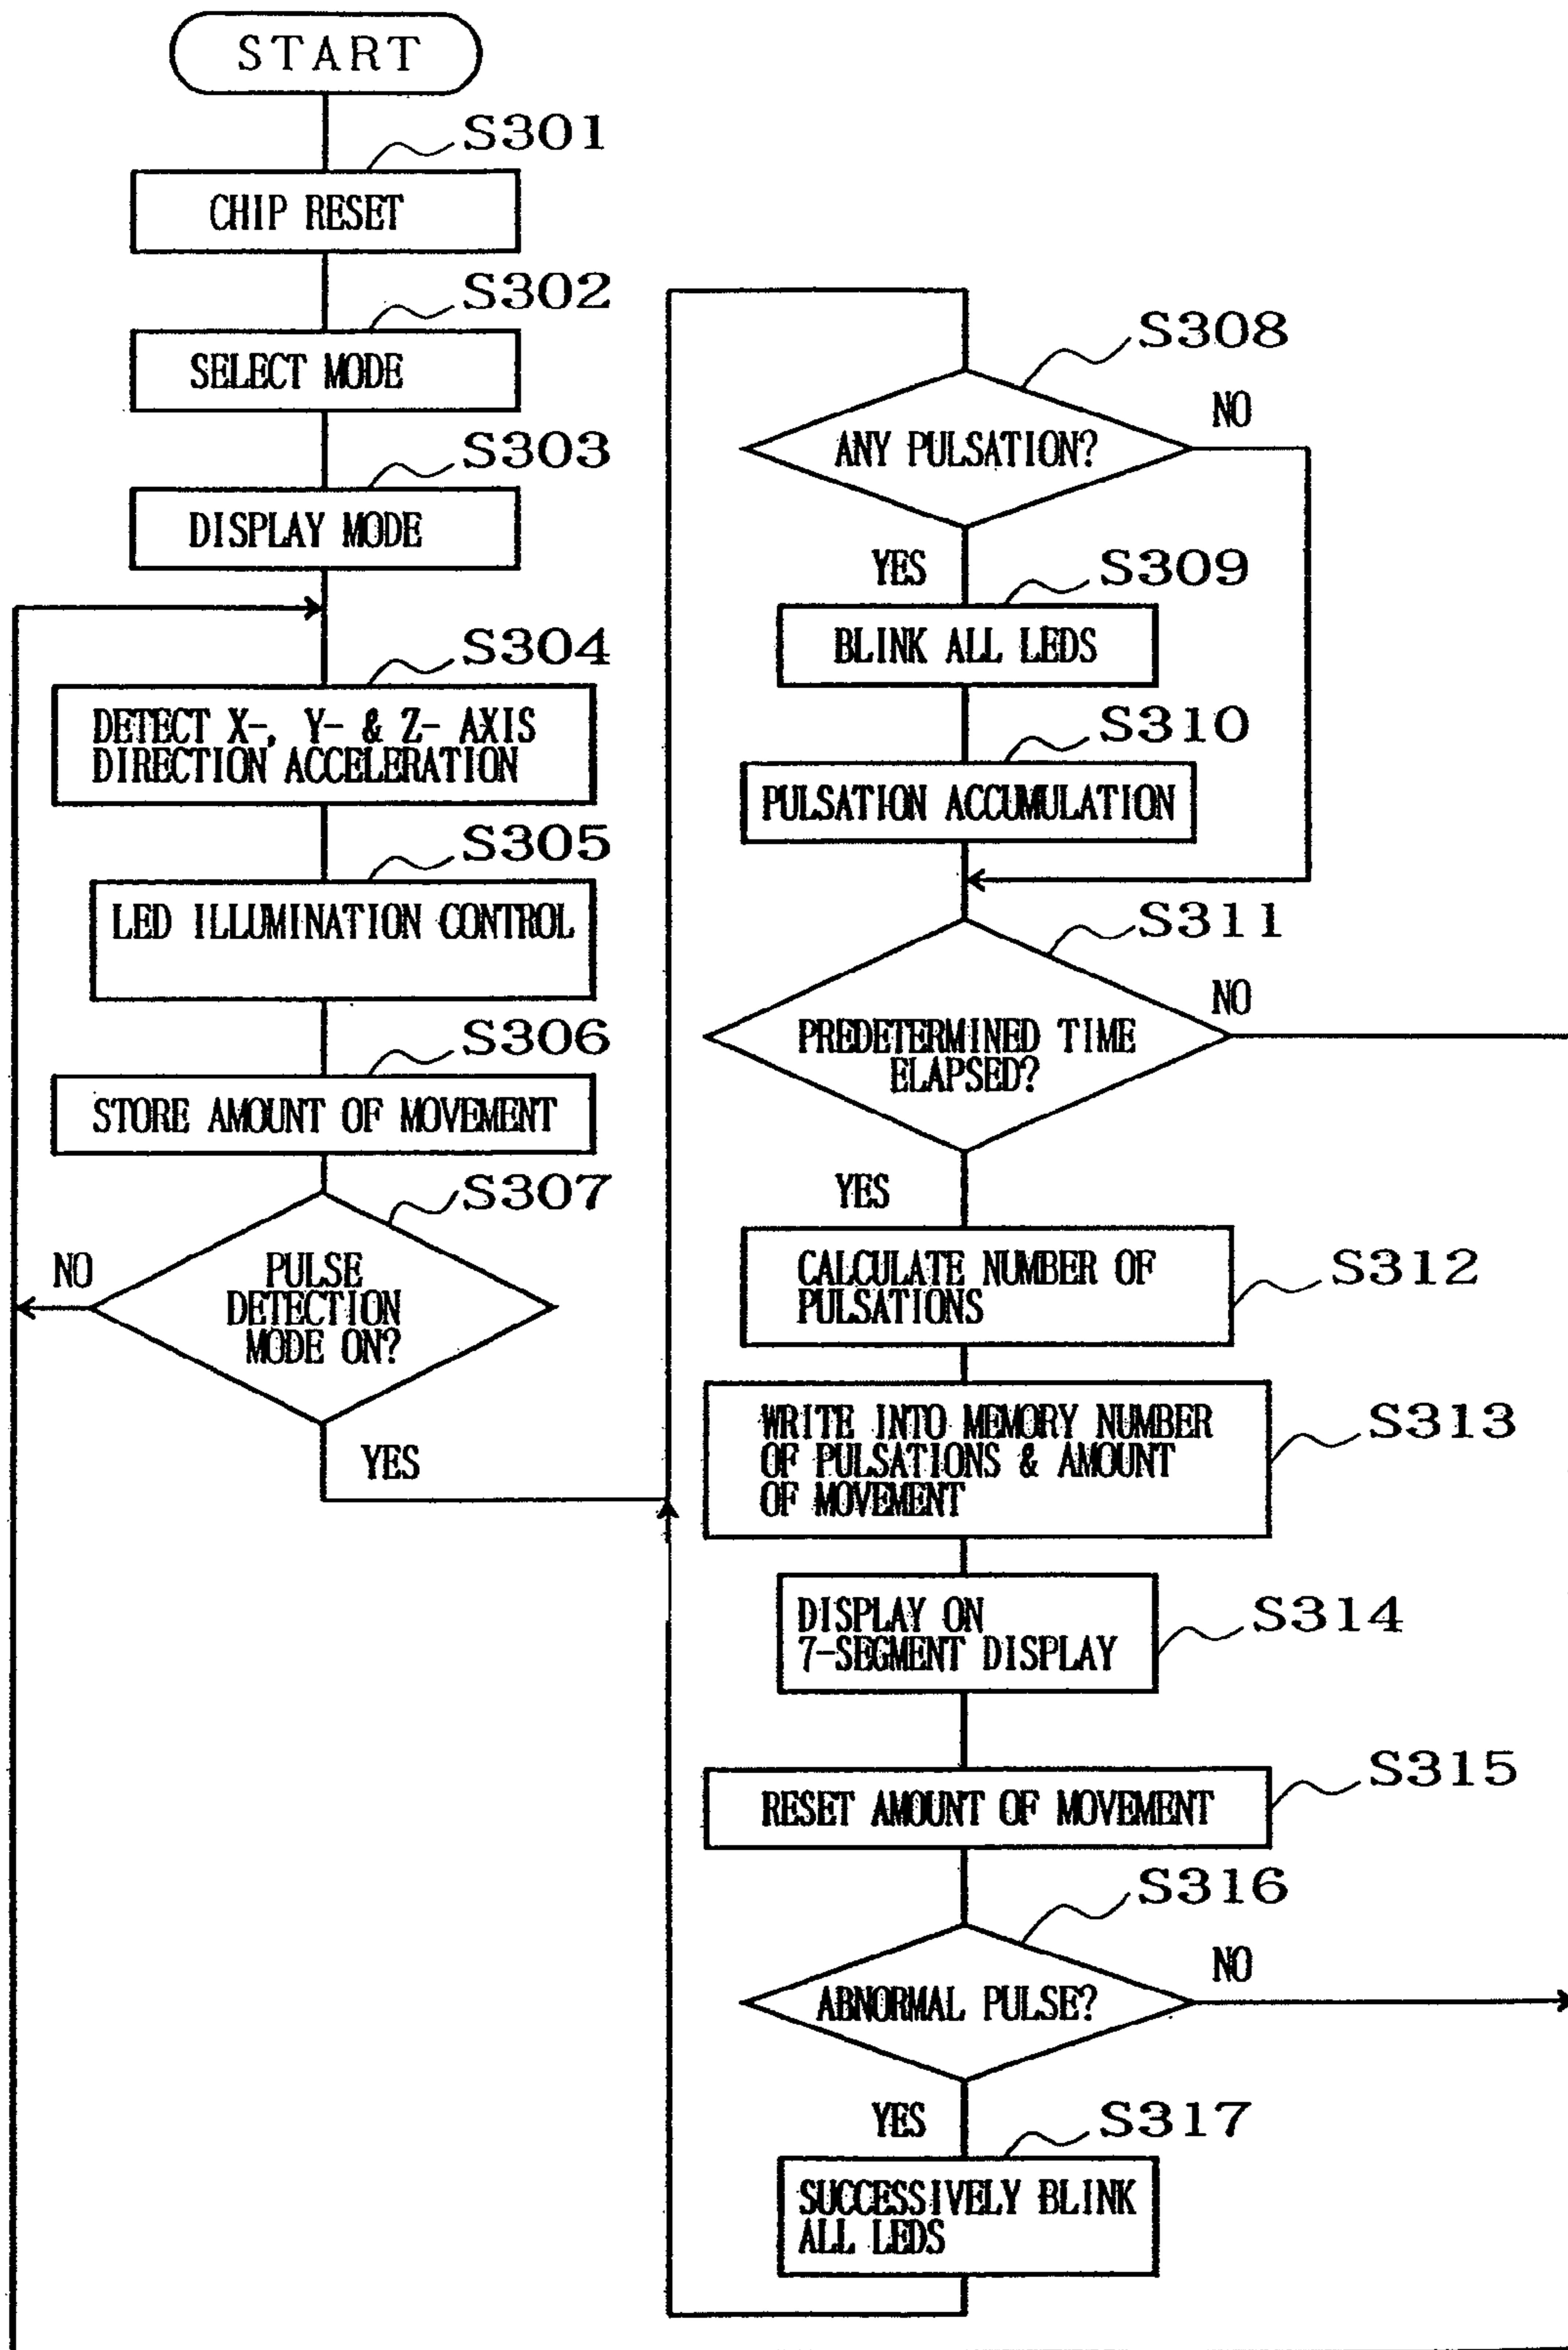 START
S301
CHIP RESET
S302
SELECT MODE
S303
DISPLAY MODE
S304
DETECT X-, Y- & Z- AXIS
DIRECTION ACCELERATION
S305
LED ILLUMINATION CONTROL
S306
STORE AMOUNT OF MOVEMENT
S307
PULSE
DETECTION
MODE ON?
NO
YES
S308
ANY PULSATION?
NO
YES
S309
BLINK ALL LEDS
S310
PULSATION ACCUMULATION
S311
PREDETERMINED TIME
ELAPSED?
NO
YES
S312
CALCULATE NUMBER OF
PULSATIONS
S313
WRITE INTO MEMORY NUMBER
OF PULSATIONS & AMOUNT
OF MOVEMENT
S314
DISPLAY ON
7-SEGMENT DISPLAY
S315
RESET AMOUNT OF MOVEMENT
S316
ABNORMAL PULSE?
NO
YES
S317
SUCCESSIVELY BLINK
ALL LEDS